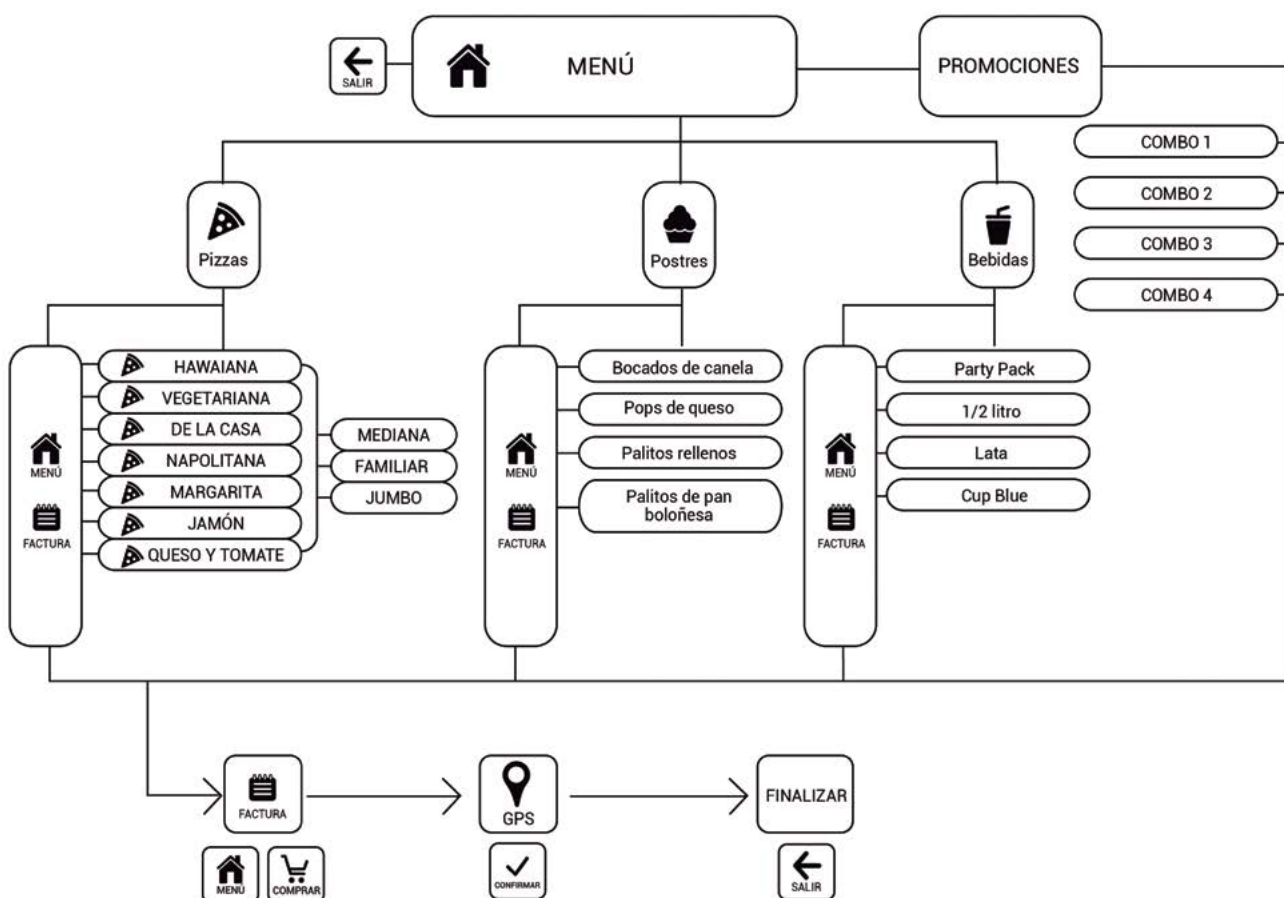 SALIR
MENÚ
PROMOCIONES
COMBO 1
COMBO 2
COMBO 3
COMBO 4
Pizzas
Postres
Bebidas
MENÚ
FACTURA
HAWAIANA
VEGETARIANA
DE LA CASA
NAPOLITANA
MARGARITA
JAMÓN
QUESO Y TOMATE
MEDIANA
FAMILIAR
JUMBO
MENÚ
FACTURA
Bocados de canela
Pops de queso
Palitos rellenos
Palitos de pan
boloñesa
MENÚ
FACTURA
Party Pack
1/2 litro
Lata
Cup Blue
FACTURA
GPS
FINALIZAR
MENÚ
COMPRAR
CONFIRMAR
SALIR